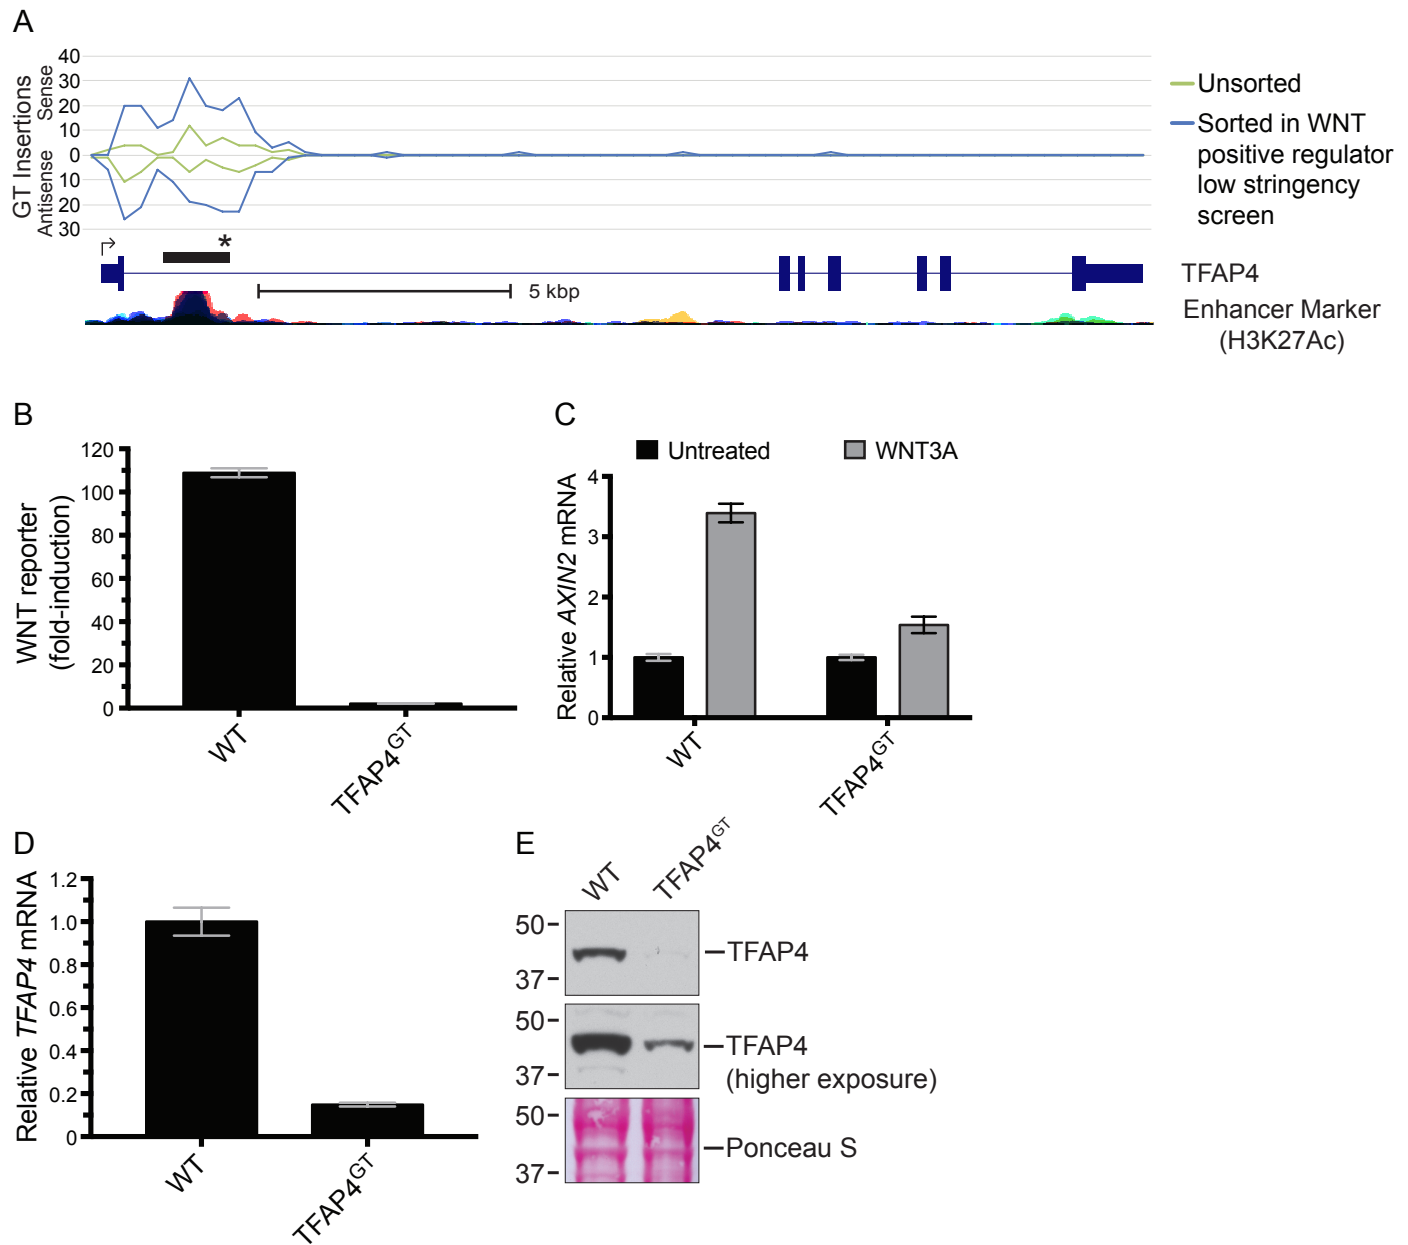 A
GT Insertions
Sense
Antisense
40
30
20
10
0
10
20
30
Unsorted
Sorted in WNT
positive regulator
low stringency
screen
*
TFAP4
5 kbp
Enhancer Marker
(H3K27Ac)
B
WNT reporter
(fold-induction)
120
100
80
60
40
20
0
WT
TFAP4GT
C
Untreated
WNT3A
Relative AXIN2 mRNA
4
3
2
1
0
WT
TFAP4GT
D
Relative TFAP4 mRNA
1.2
1.0
0.8
0.6
0.4
0.2
0
WT
TFAP4GT
E
WT
TFAP4GT
50
37
TFAP4
50
37
TFAP4
(higher exposure)
50
37
Ponceau S